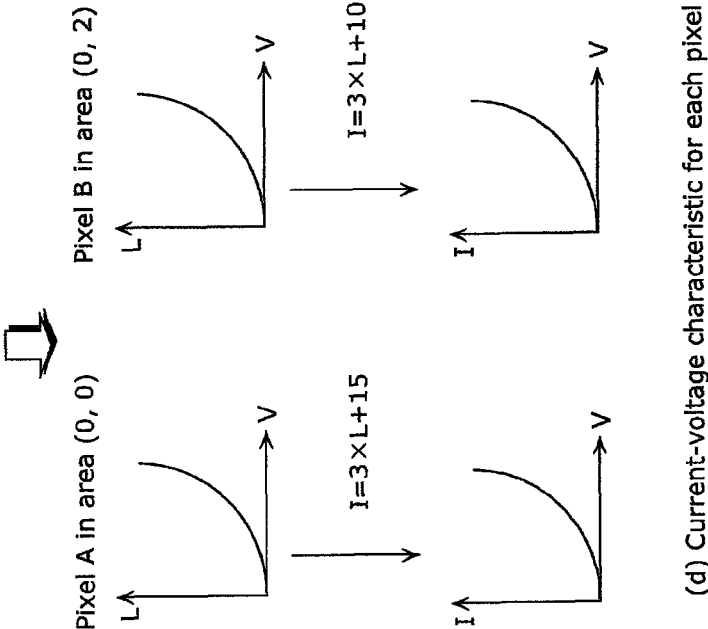 Pixel A in area (0, 0)
L
V
I=3×L+15
I
V
Pixel B in area (0, 2)
L
V
I=3×L+10
I
V
(d) Current-voltage characteristic for each pixel